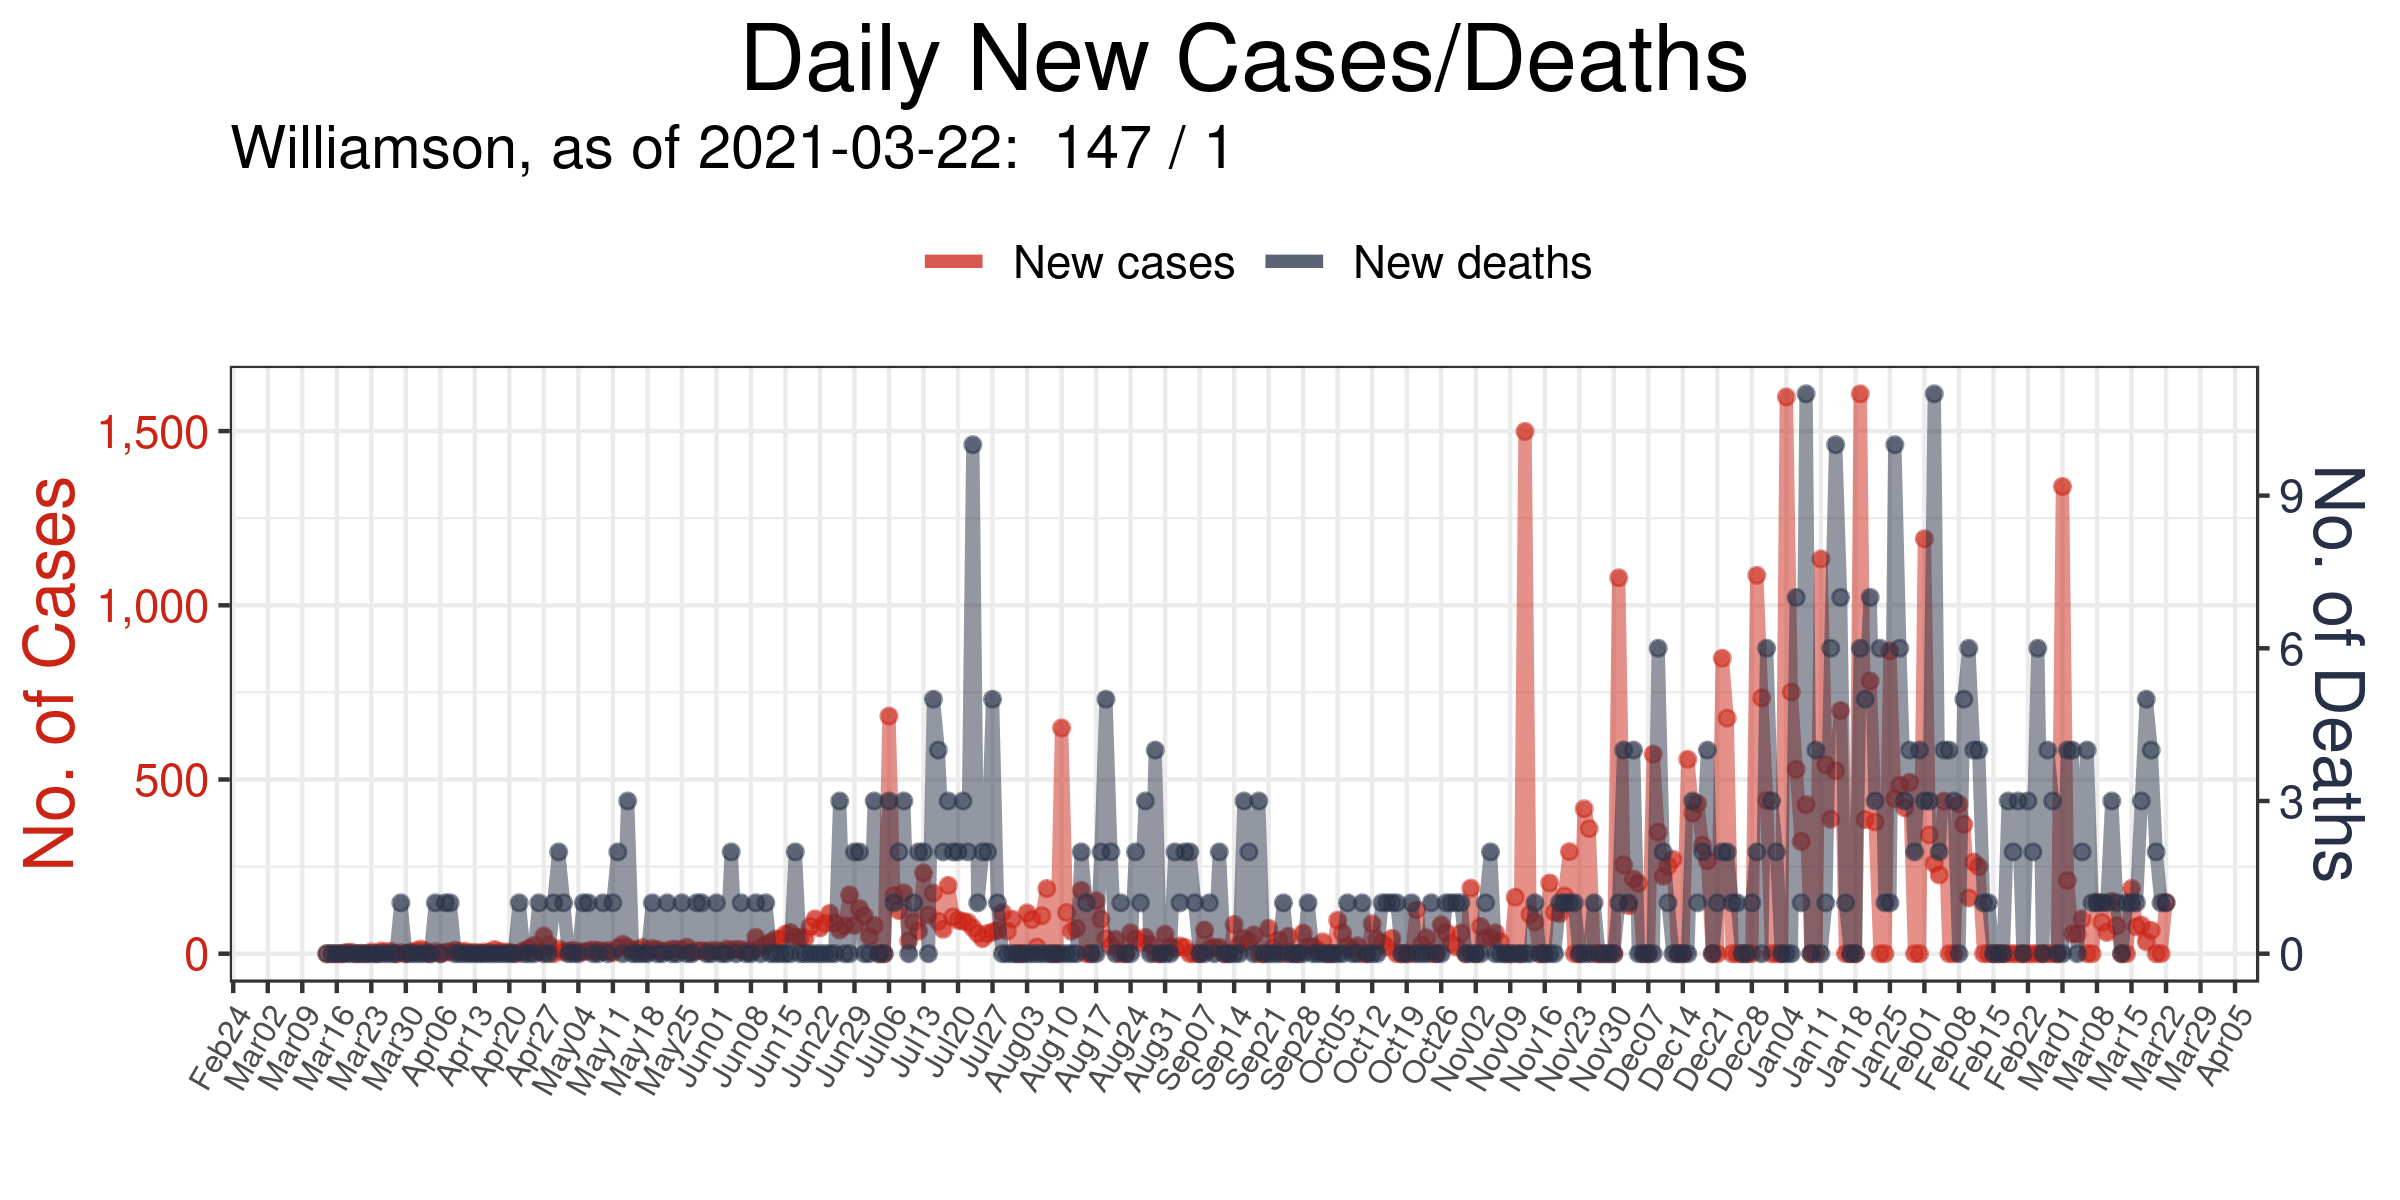 Daily New Cases/Deaths
Williamson, as of 2021-03-22:  147 / 1
New cases New deaths
No. of Cases
1,500
1,000
500
0
9
6
3
0
No. of Deaths
Feb24 Mar02 Mar09 Mar16 Mar23 Mar30 Apr06 Apr13 Apr20 Apr27 May04 May11 May18 May25 Jun01 Jun08 Jun15 Jun22 Jun29 Jul06 Jul13 Jul20 Jul27 Aug03 Aug10 Aug17 Aug24 Aug31 Sep07 Sep14 Sep21 Sep28 Oct05 Oct12 Oct19 Oct26 Nov02 Nov09 Nov16 Nov23 Nov30 Dec07 Dec14 Dec21 Dec28 Jan04 Jan11 Jan18 Jan25 Feb01 Feb08 Feb15 Feb22 Mar01 Mar08 Mar15 Mar22 Mar29 Apr05